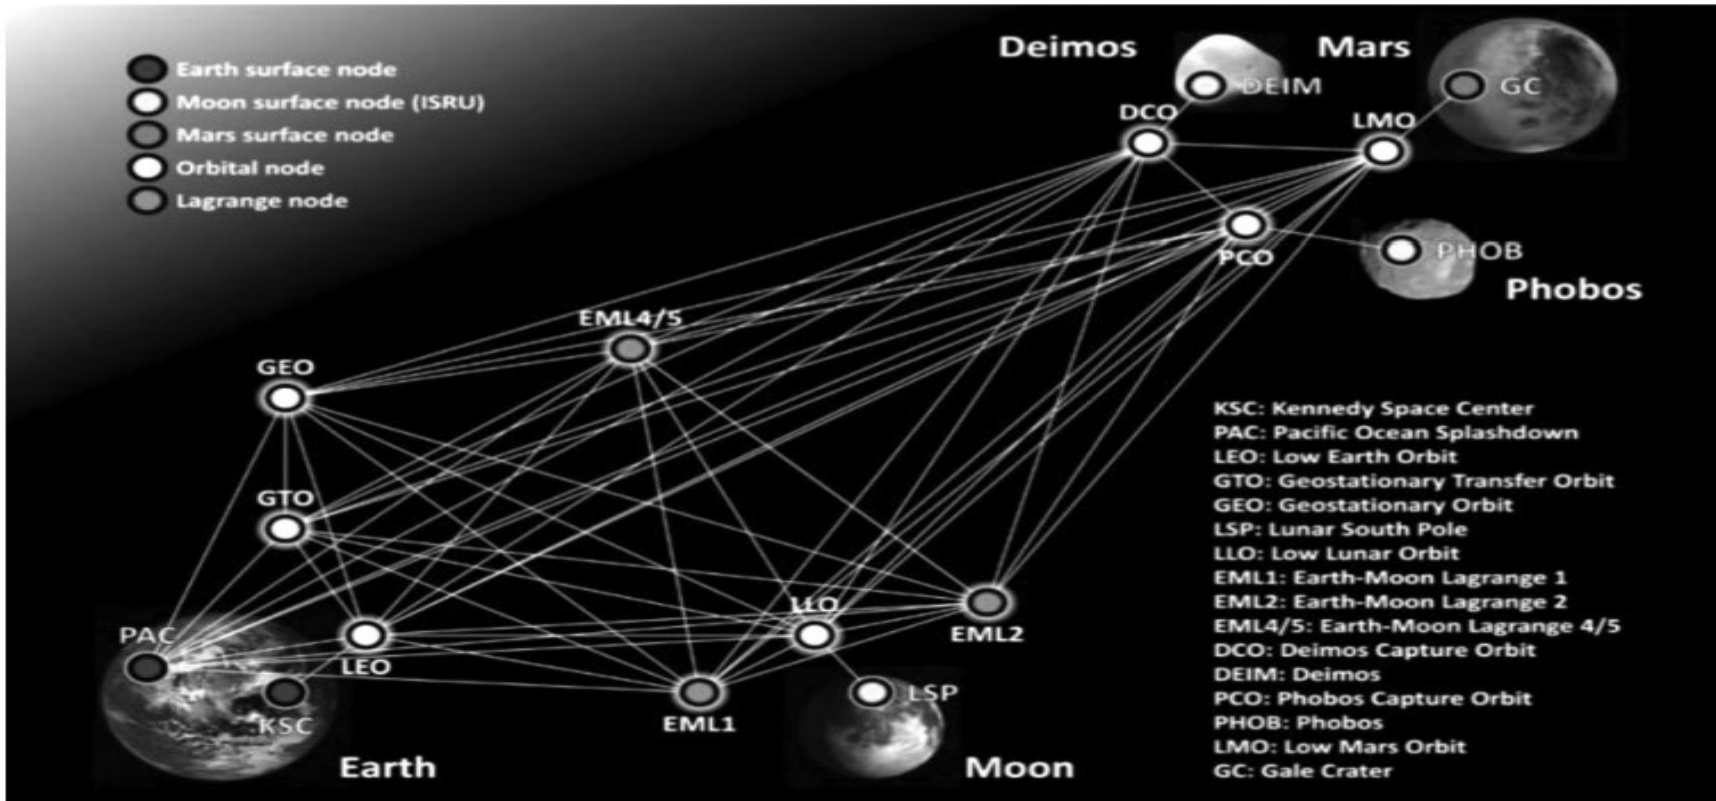 Earth surface node
Moon surface node (ISRU)
Mars surface node
Orbital node
Lagrange node
Deimos
Mars
DEIM
GC
DCO
LMO
PCO
PHOB
Phobos
EML4/5
GEO
GTO
PAC
LEO
KSC
Earth
LLO
EML2
EML1
LSP
Moon
KSC: Kennedy Space Center
PAC: Pacific Ocean Splashdown
LEO: Low Earth Orbit
GTO: Geostationary Transfer Orbit
GEO: Geostationary Orbit
LSP: Lunar South Pole
LLO: Low Lunar Orbit
EML1: Earth-Moon Lagrange 1
EML2: Earth-Moon Lagrange 2
EML4/5: Earth-Moon Lagrange 4/5
DCO: Deimos Capture Orbit
DEIM: Deimos
PCO: Phobos Capture Orbit
PHOB: Phobos
LMO: Low Mars Orbit
GC: Gale Crater